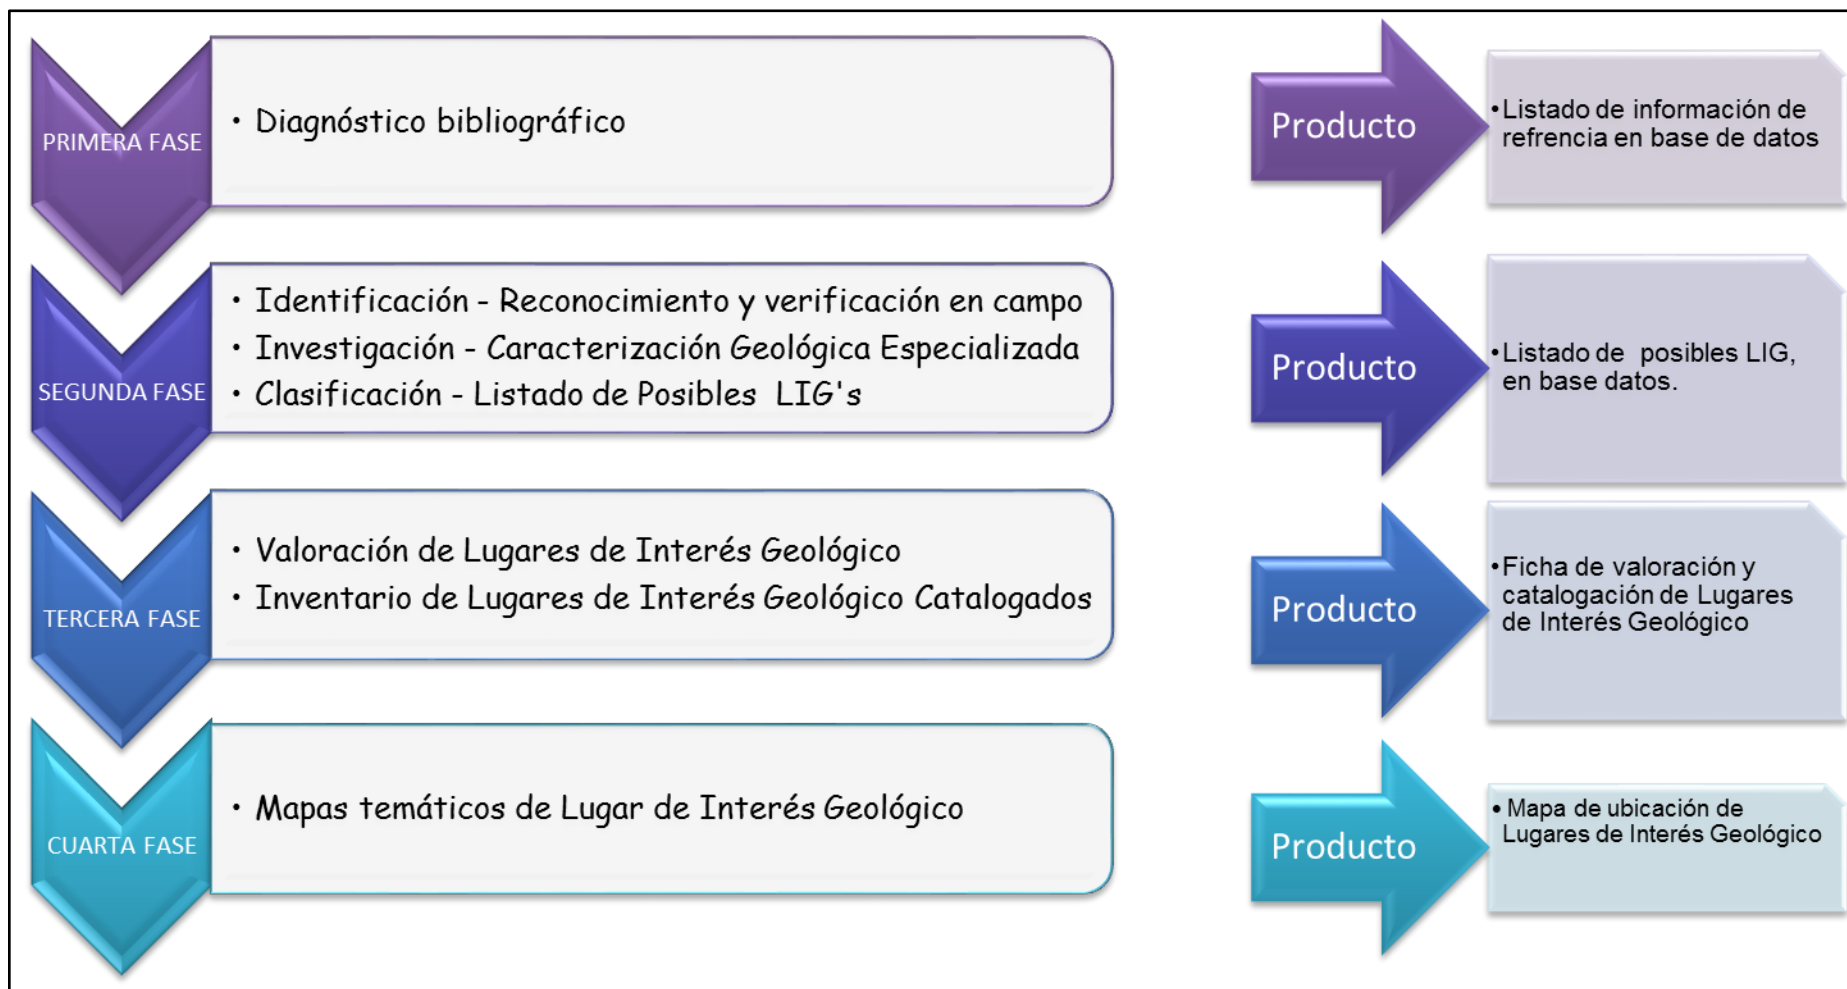 PRIMERA FASE
• Diagnóstico bibliográfico
Producto
•Listado de información de
refrencia en base de datos
SEGUNDA FASE
• Identificación - Reconocimiento y verificación en campo
• Investigación - Caracterización Geológica Especializada
• Clasificación - Listado de Posibles LIG's
Producto
•Listado de posibles LIG,
en base datos.
TERCERA FASE
• Valoración de Lugares de Interés Geológico
• Inventario de Lugares de Interés Geológico Catalogados
Producto
•Ficha de valoración y
catalogación de Lugares
de Interés Geológico
CUARTA FASE
• Mapas temáticos de Lugar de Interés Geológico
Producto
• Mapa de ubicación de
Lugares de Interés Geológico